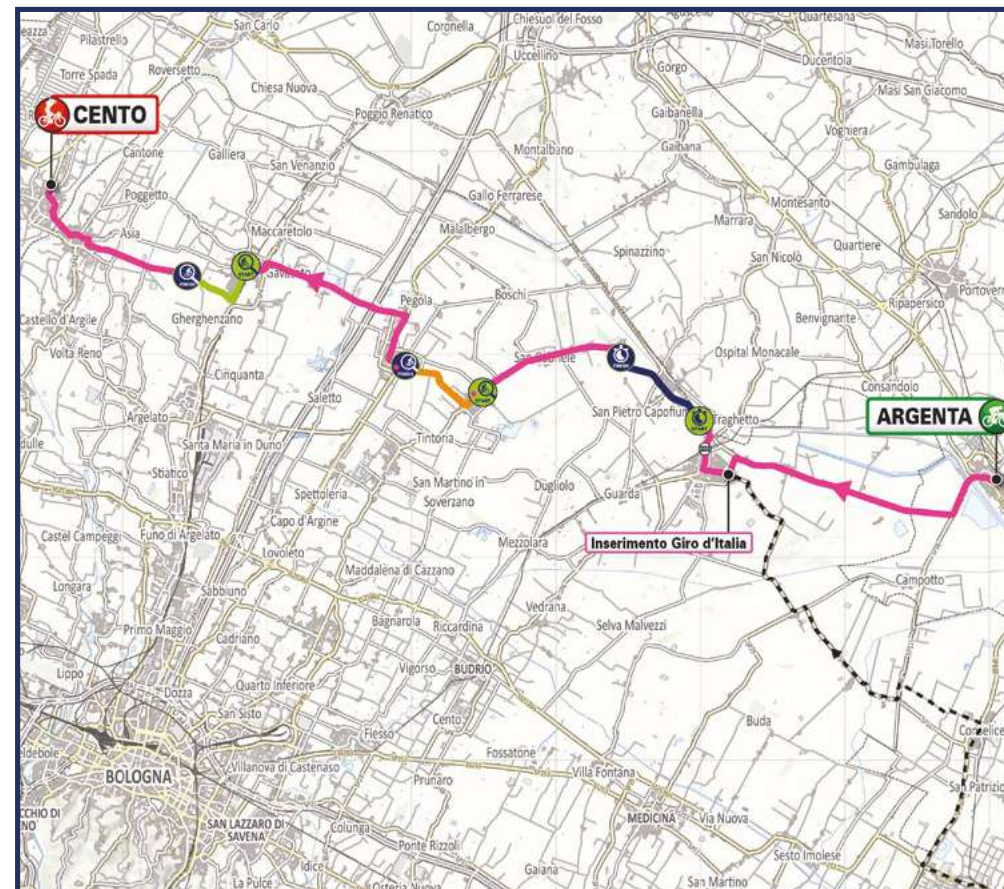 San Carlo
Coronella
Chiesuol del Fosso
Quartesana
Pilastrello
Uccellino
Gorgo
Ducentola
Masi Torello
Torre Spada
Roversetto
Chiesa Nuova
Masi San Giacomo
CENTO
Poggio Renatico
Gaibanella
Voghiera
Cantone
Galliera
San Venanzio
Montalbano
Gaibana
Gambulaga
Poggetto
Gallo Ferrarese
Montesanto
Maccaretolo
Malalbergo
Marrara
Sandolo
Asia
Spinazzino
San Nicolò
Quartiere
Pegola
Boschi
Ripapersico
Castello d'Argile
Gherghenzano
Benvignante
Volta Reno
Ospital Monacale
Cinquanta
Saletto
Consandolo
Argelato
San Pietro Capofiume
Traghetto
ARGENTA
Santa Maria in Duno
Tintoria
Stiatico
San Martino in
Soverzano
Dugliolo
Guarda
Spettoleria
Funo di Argelato
Capo d'Argine
Castel Campeggi
Inserimento Giro d'Italia
Lovoleto
Mezzolara
Longara
Sabbiuno
Maddalena di Cazzano
Campotto
Vedrana
Primo Maggio
Cadriano
Bagnarola
Riccardina
Selva Malvezzi
Lippo
Dozza
Quarto Inferiore
Vigorso
BUDRIO
San Sisto
Cento
Fiesso
Buda
Villanova di Castenaso
Fossatone
BOLOGNA
Prunaro
Villa Fontana
San Patrizio
SAN LAZZARO DI
SAVENA
Colunga
MEDICINA
Via Nuova
Ponte Rizzoli
Idice
Sesto Imolese
La Pulce
Osteria Nuova
Gaiana
San Martino